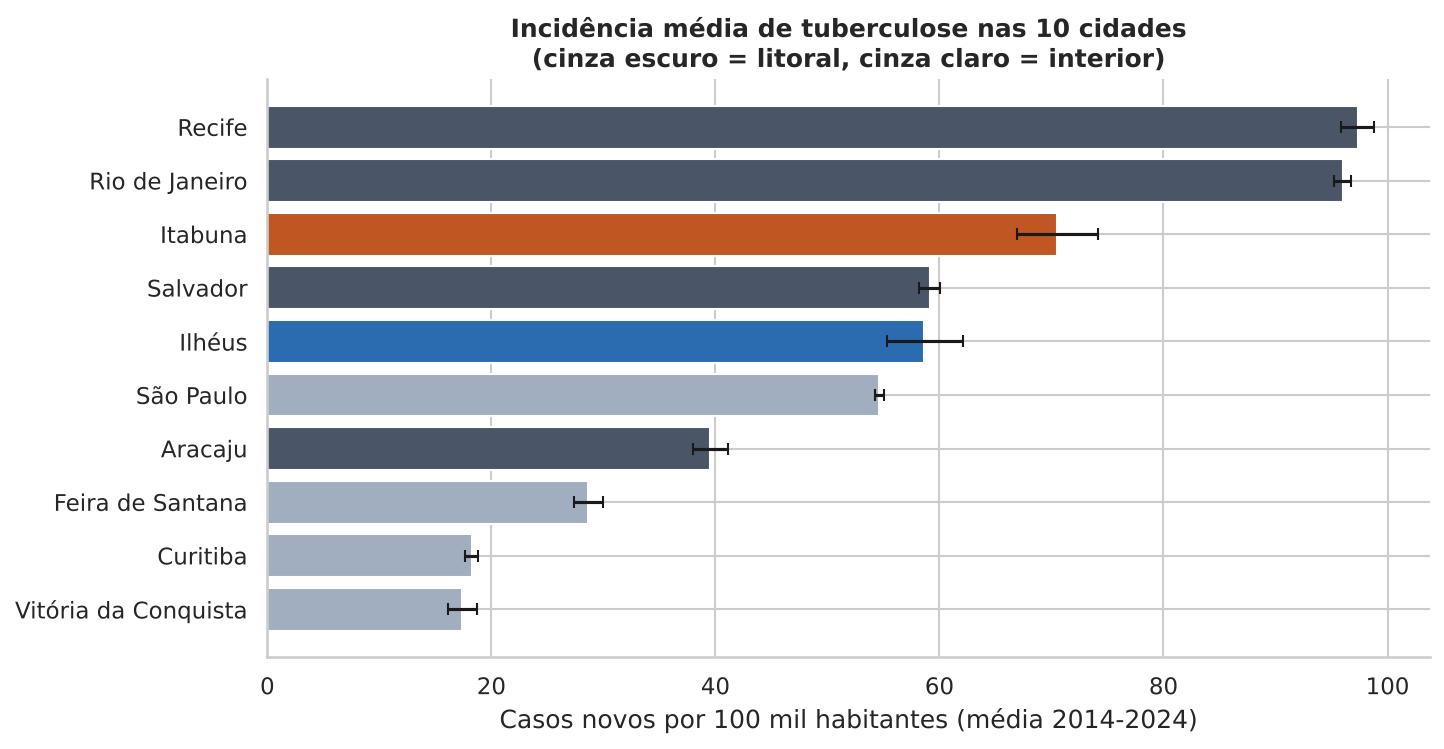 Incidência média de tuberculose nas 10 cidades
(cinza escuro = litoral, cinza claro = interior)
Recife
Rio de Janeiro
Itabuna
Salvador
Ilhéus
São Paulo
Aracaju
Feira de Santana
Curitiba
Vitória da Conquista
0 20 40 60 80 100
Casos novos por 100 mil habitantes (média 2014-2024)